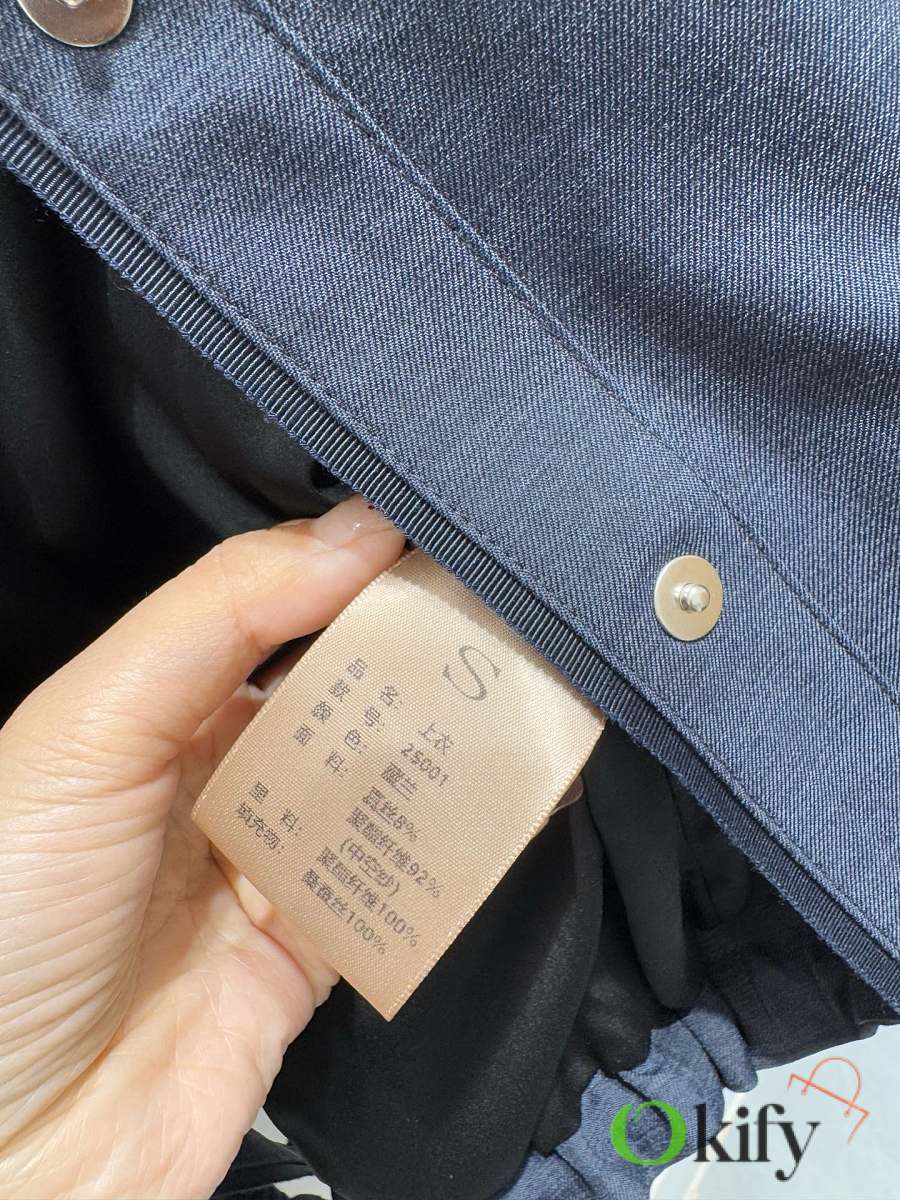 S
品 名: 上衣
款 号: 25001
颜 色: 藏兰
面 料: 蚕丝8%
聚酯纤维92%
(中空纱)
里 料: 聚酯纤维100%
填充物: 桑蚕丝100%
Okify